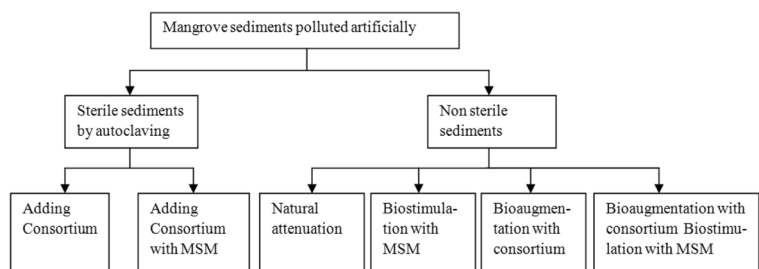 Mangrove sediments polluted artificially
Sterile sediments
by autoclaving
Non sterile
sediments
Adding
Consortium
Adding
Consortium
with MSM
Natural
attenuation
Biostimula-
tion with
MSM
Bioaugmen-
tation with
consortium
Bioaugmentation with
consortium Biostimu-
lation with MSM